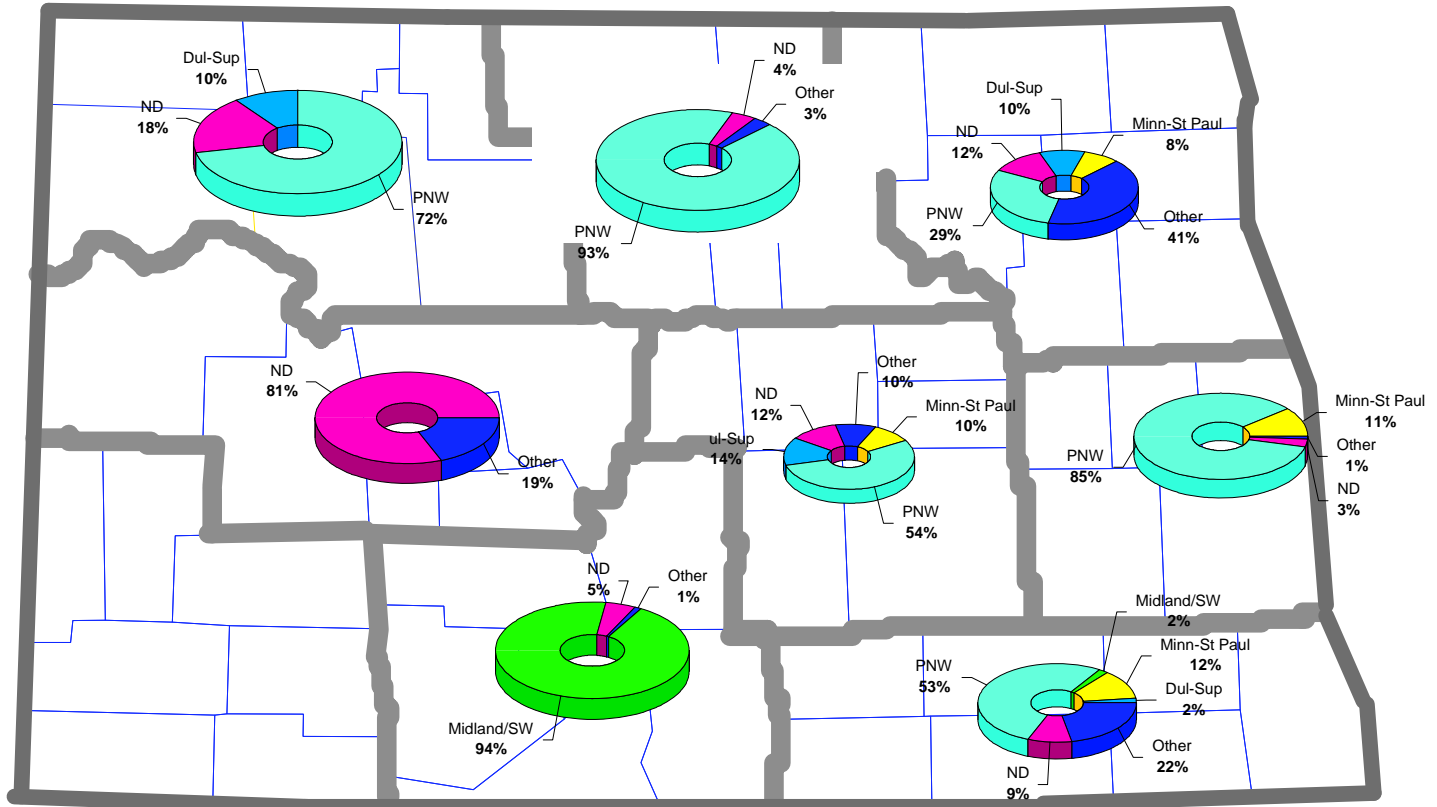 Dul-Sup
10%
ND
18%
PNW
72%
ND
4%
Other
3%
PNW
93%
Dul-Sup
10%
Minn-St Paul
8%
ND
12%
PNW
29%
Other
41%
ND
81%
Other
19%
Other
10%
ND
12%
Minn-St Paul
10%
ul-Sup
14%
PNW
54%
Minn-St Paul
11%
Other
1%
PNW
85%
ND
3%
ND
5%
Other
1%
Midland/SW
94%
Midland/SW
2%
Minn-St Paul
12%
PNW
53%
Dul-Sup
2%
Other
22%
ND
9%